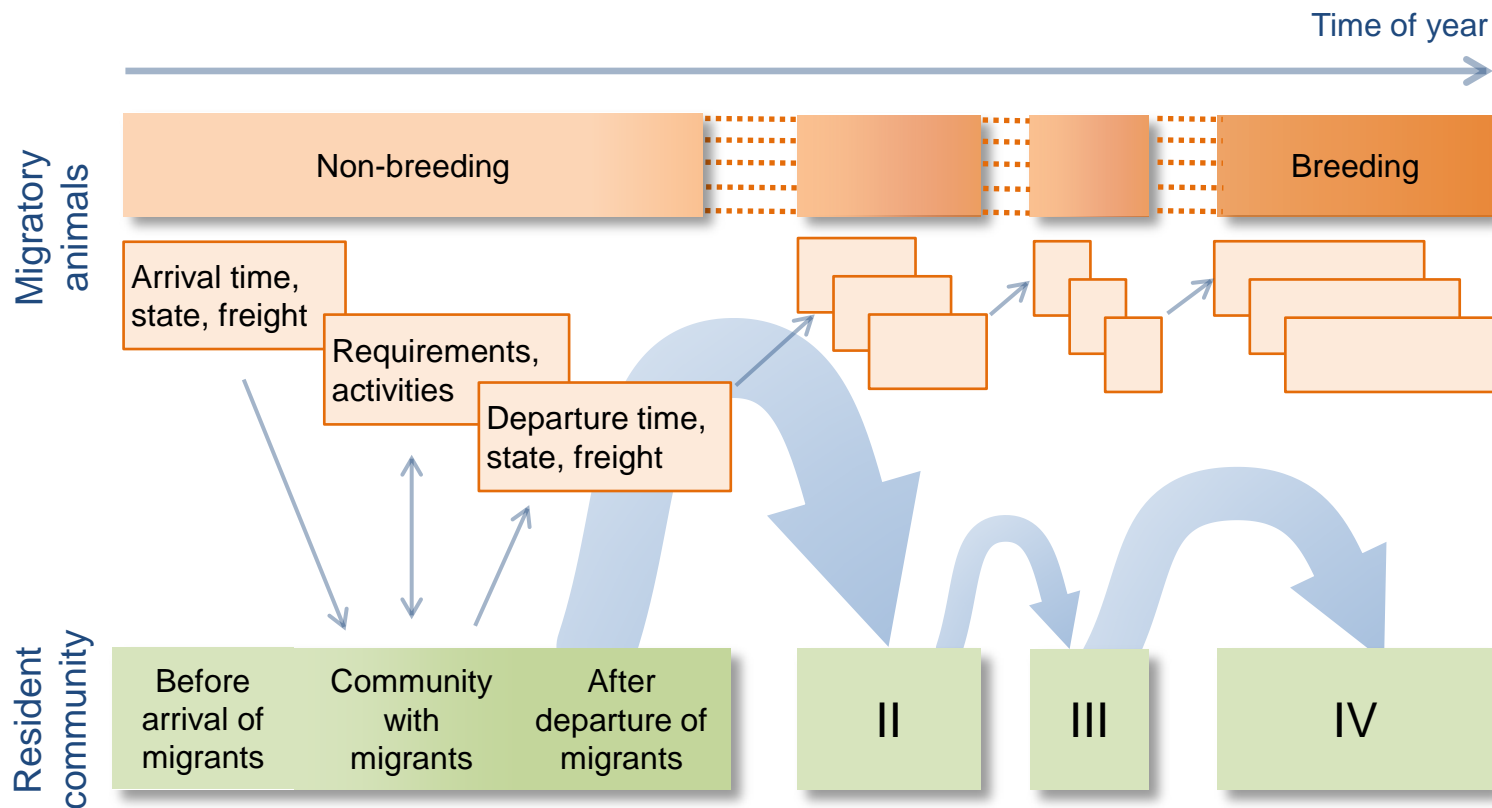 Time of year
Migratory
animals
Non-breeding
Breeding
Arrival time,
state, freight
Requirements,
activities
Departure time,
state, freight
Resident
community
Before
arrival of
migrants
Community
with
migrants
After
departure of
migrants
II
III
IV